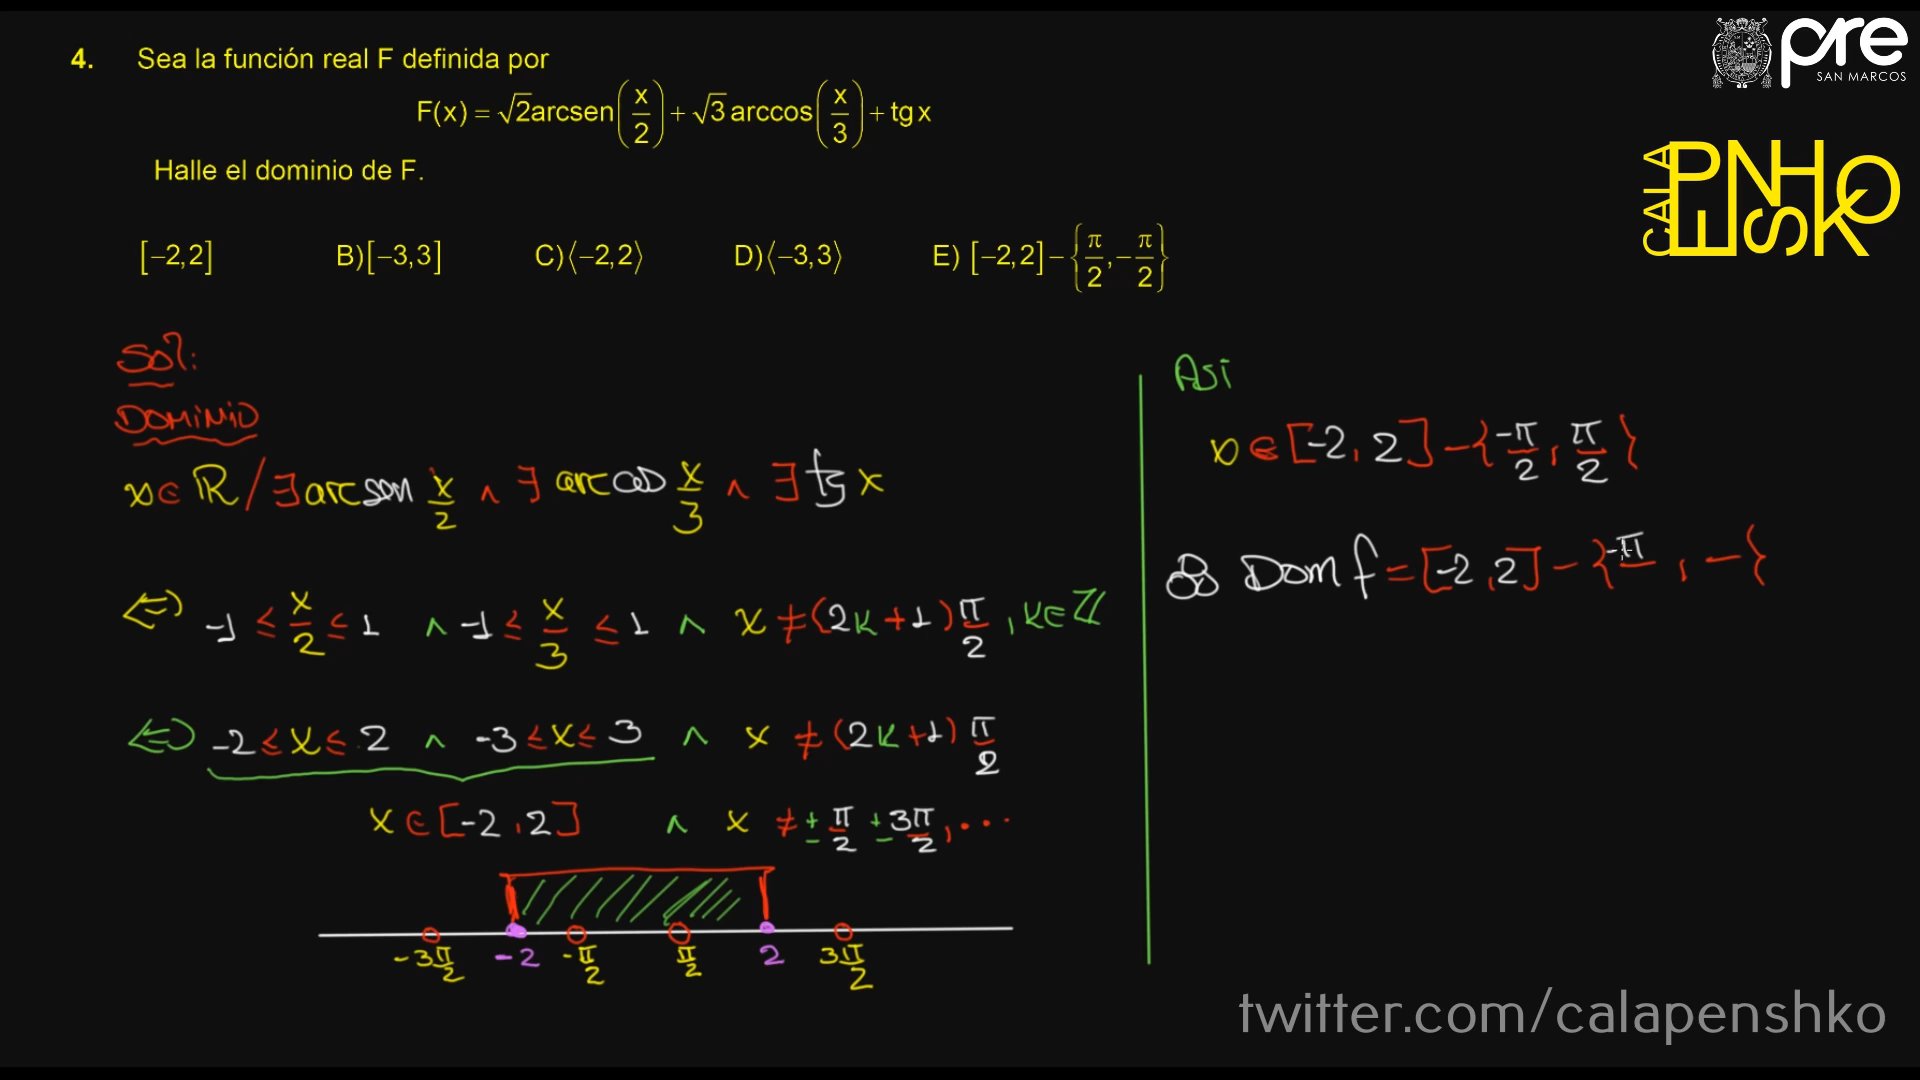 4. Sea la función real F definida por
F(x) = √2arcsen(x/2) + √3 arccos(x/3) + tg x
Halle el dominio de F.
[−2,2] B)[−3,3] C)⟨−2,2⟩ D)⟨−3,3⟩ E) [−2,2]−{π/2,−π/2}
pre
SAN MARCOS
CALA
PENSHKO
Sol:
DOMINIO
x ∈ ℝ / ∃ arcsen x/2 ∧ ∃ arccos x/3 ∧ ∃ tg x
⟺ -1 ≤ x/2 ≤ 1 ∧ -1 ≤ x/3 ≤ 1 ∧ x ≠ (2k+1)π/2 , k∈ℤ
⟺ -2 ≤ x ≤ 2 ∧ -3 ≤ x ≤ 3 ∧ x ≠ (2k+1)π/2
x ∈ [-2,2] ∧ x ≠ ± π/2 ± 3π/2, ...
-3π/2 -2 -π/2 π/2 2 3π/2
Asi
x ∈ [-2, 2] - {-π/2, π/2}
∴ Dom f = [-2,2] - {-π , - }
twitter.com/calapenshko